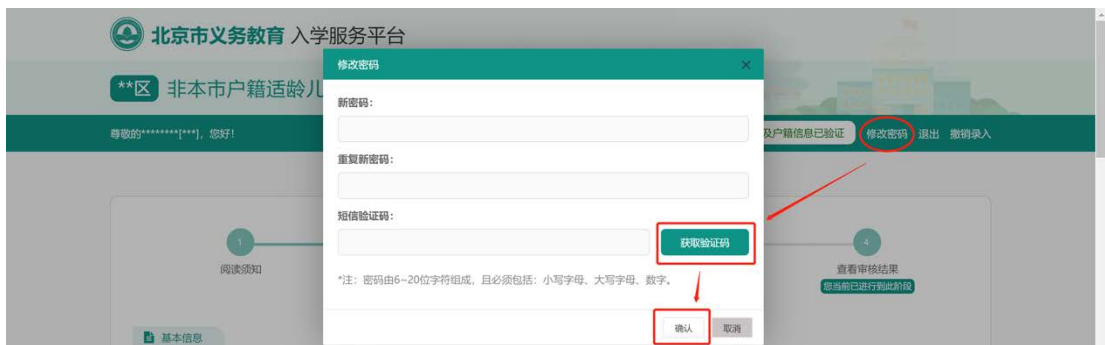 北京市义务教育 入学服务平台
修改密码
**区 非本市户籍适龄儿
新密码：
尊敬的********[***]，您好！
及户籍信息已验证 修改密码 退出 撤销录入
重复新密码：
短信验证码：
获取验证码
1
4
阅读须知
查看审核结果
您当前已进行到此阶段
*注：密码由6~20位字符组成，且必须包括：小写字母、大写字母、数字。
确认 取消
基本信息